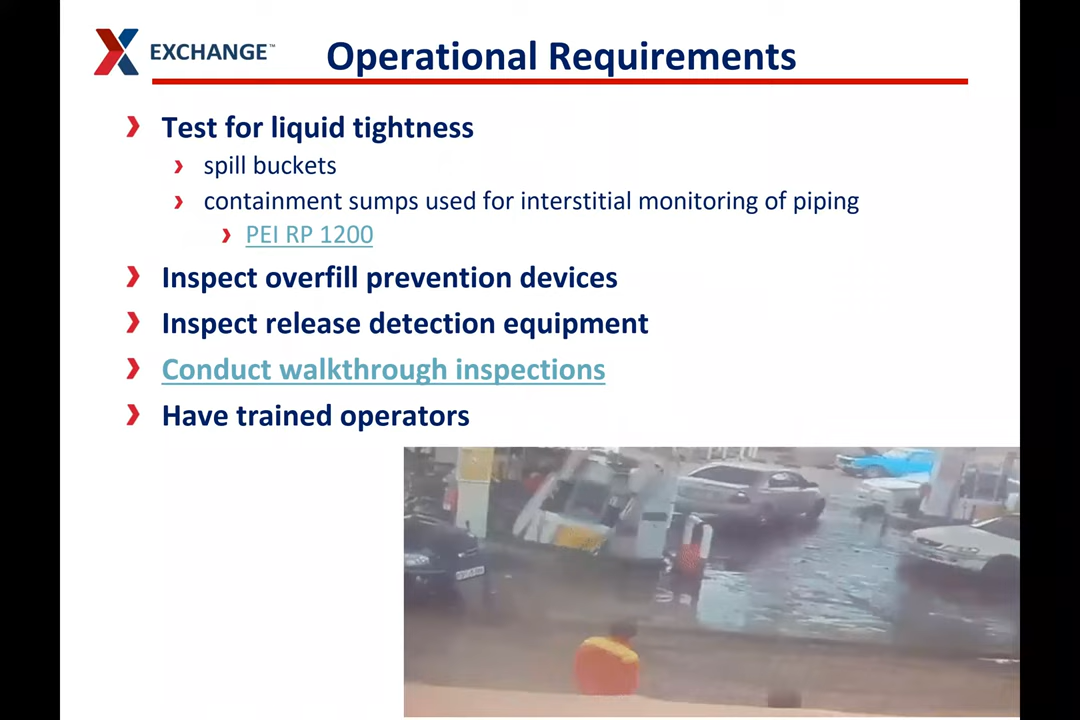 EXCHANGE™
Operational Requirements
Test for liquid tightness
spill buckets
containment sumps used for interstitial monitoring of piping
PEI RP 1200
Inspect overfill prevention devices
Inspect release detection equipment
Conduct walkthrough inspections
Have trained operators